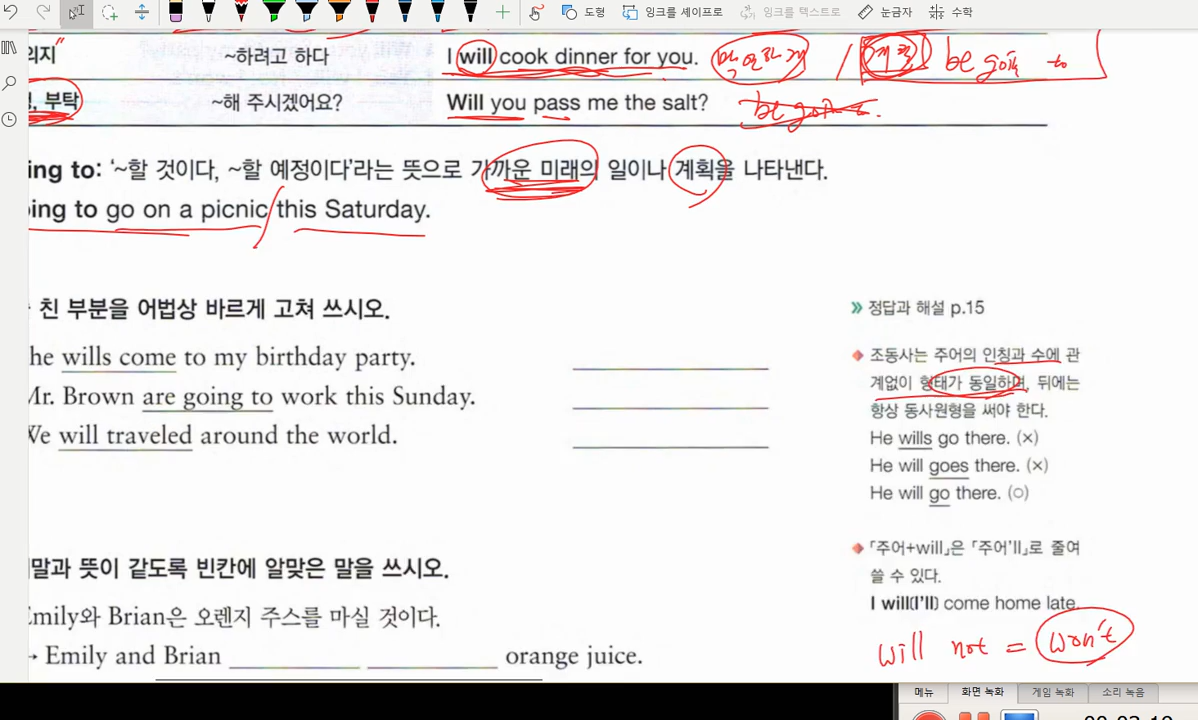 도형 잉크를 셰이프로 잉크를 텍스트로 눈금자 수학
의지" ~하려고 하다 I will cook dinner for you. 막연하게 / 계획 be going to
, 부탁 ~해 주시겠어요? Will you pass me the salt?
ing to: '~할 것이다, ~할 예정이다'라는 뜻으로 가까운 미래의 일이나 계획을 나타낸다.
ing to go on a picnic / this Saturday.
친 부분을 어법상 바르게 고쳐 쓰시오.
he wills come to my birthday party.
Mr. Brown are going to work this Sunday.
We will traveled around the world.
말과 뜻이 같도록 빈칸에 알맞은 말을 쓰시오.
Emily와 Brian은 오렌지 주스를 마실 것이다.
→ Emily and Brian ________ ________ orange juice.
» 정답과 해설 p.15
조동사는 주어의 인칭과 수에 관
계없이 형태가 동일하며, 뒤에는
항상 동사원형을 써야 한다.
He wills go there. (×)
He will goes there. (×)
He will go there. (○)
「주어+will」은 「주어'll」로 줄여
쓸 수 있다.
I will(I'll) come home late.
will not = won't
메뉴 화면 녹화 게임 녹화 소리 녹음